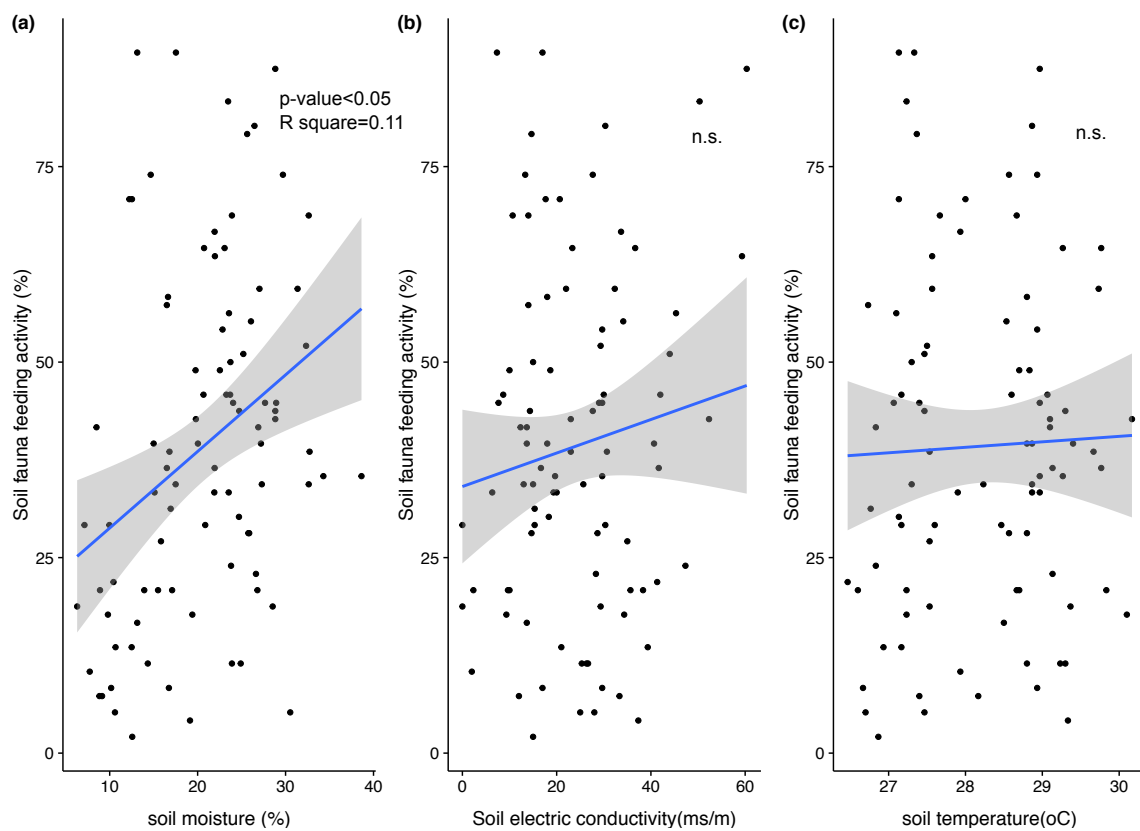 (a)
p-value<0.05
R square=0.11
Soil fauna feeding activity (%)
75
50
25
0
10
20
30
40
soil moisture (%)
(b)
n.s.
Soil fauna feeding activity (%)
0
20
40
60
Soil electric conductivity(ms/m)
(c)
n.s.
Soil fauna feeding activity (%)
27
28
29
30
soil temperature(oC)
75
50
25
0
75
50
25
0